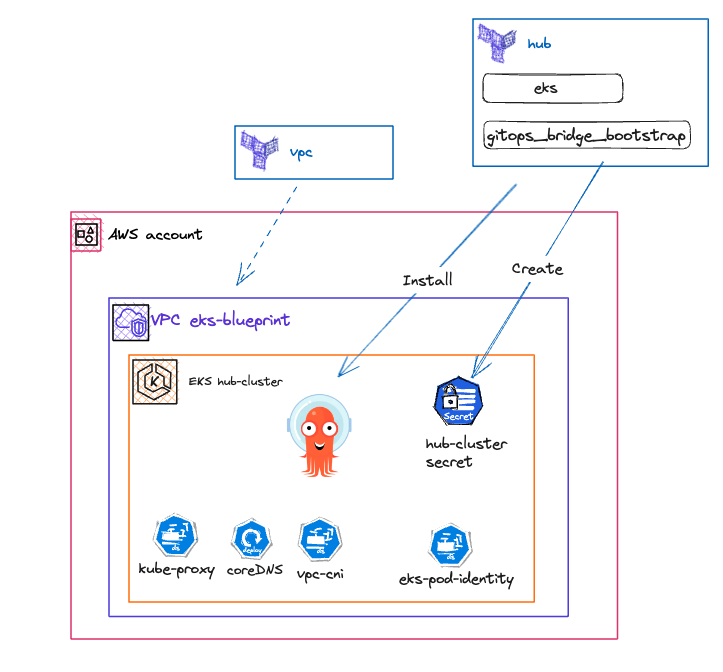 hub
eks
gitops_bridge_bootstrap
vpc
AWS account
Install
Create
VPC eks-blueprint
K
EKS hub-cluster
Secret
hub-cluster
secret
ds
deploy
ds
ds
kube-proxy
coreDNS
vpc-cni
eks-pod-identity